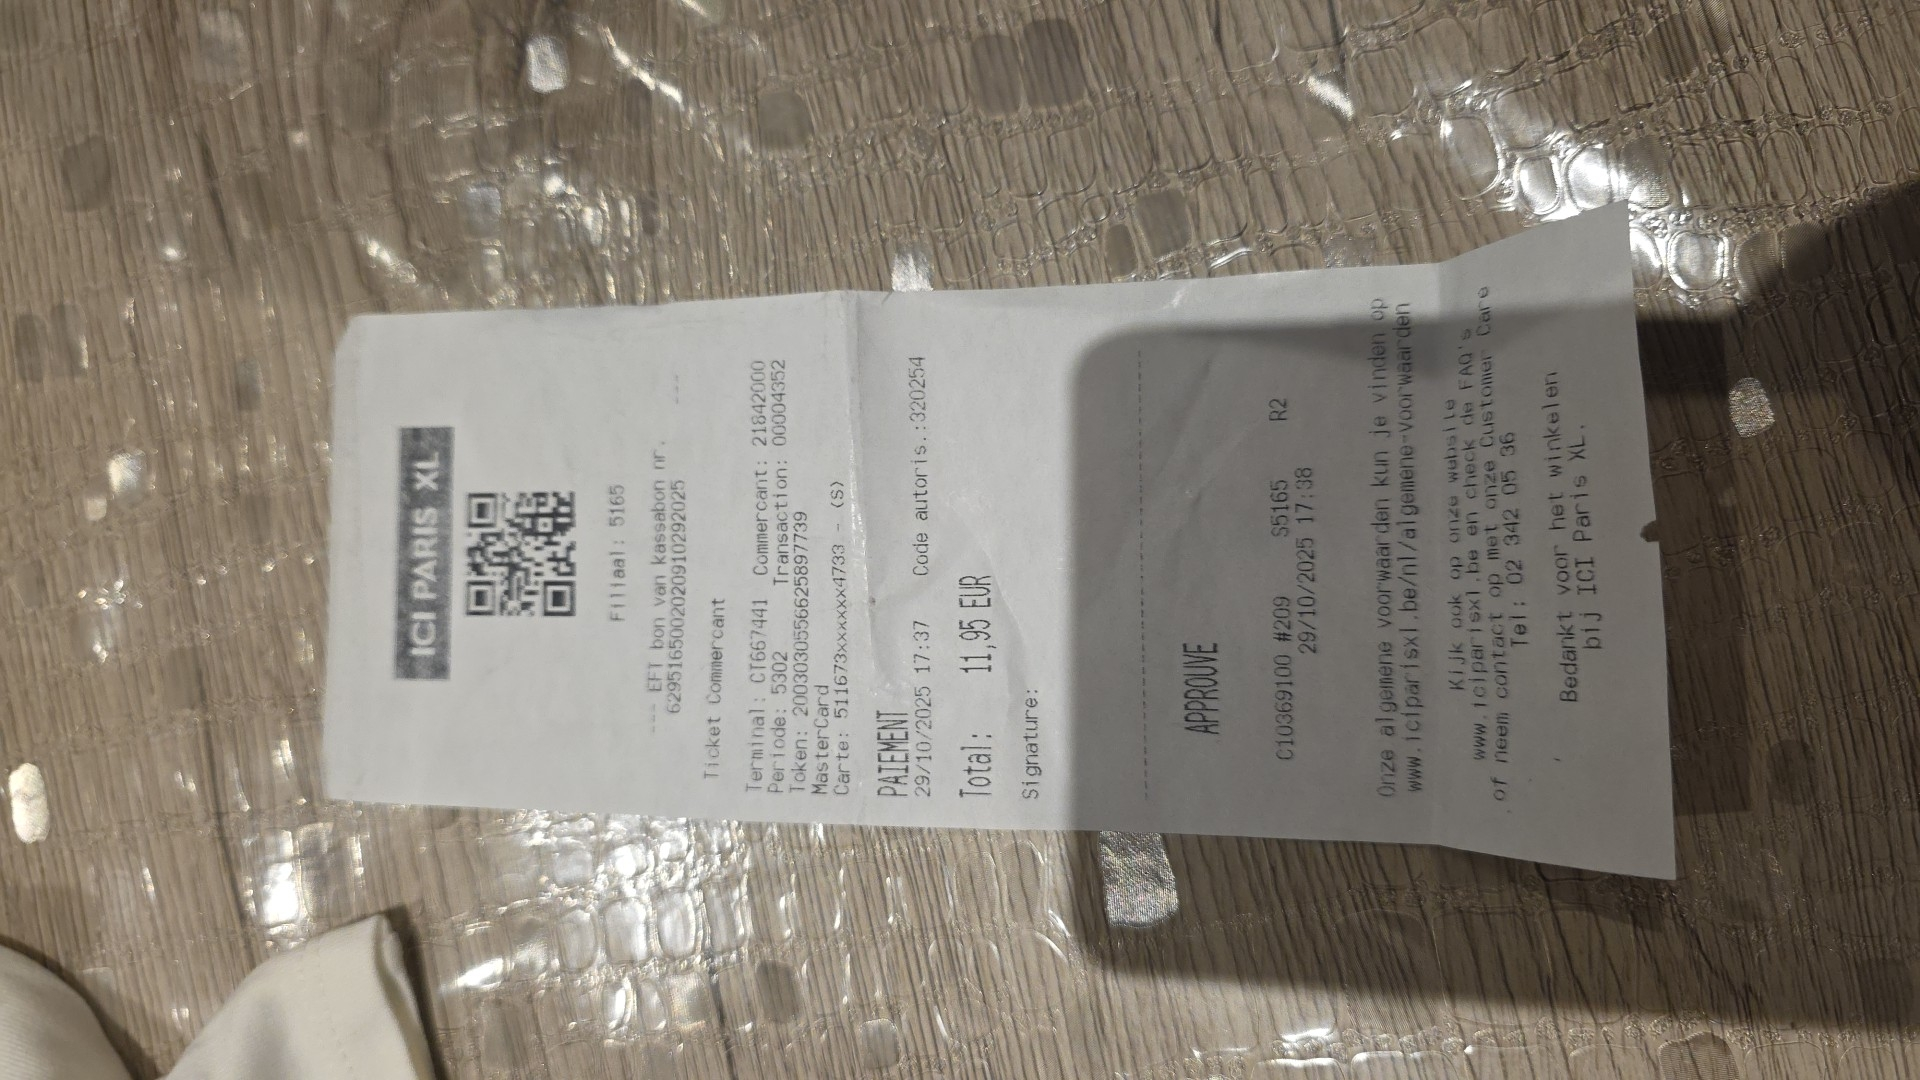 ICI PARIS XL
Filiaal: 5165
--- EFT bon van kassabon nr. ---
629516500202091029202​5
Ticket Commercant
Terminal: CT667441 Commercant: 21842000
Periode: 5302 Transaction: 00004352
Token: 2003030556662589773​9
MasterCard
Carte: 511673xxxxxx4733 - (S)
PAIEMENT
29/10/2025 17:37 Code autoris.:320254
Total: 11,95 EUR
Signature:
APPROUVE
C10369100 #209 S5165 R2
29/10/2025 17:38
Onze algemene voorwaarden kun je vinden op
www.iciparisxl.be/nl/algemene-voorwaarden
Kijk ook op onze website
www.iciparisxl.be en check de FAQ's
of neem contact op met onze Customer Care
Tel: 02 342 05 36
Bedankt voor het winkelen
bij ICI Paris XL.